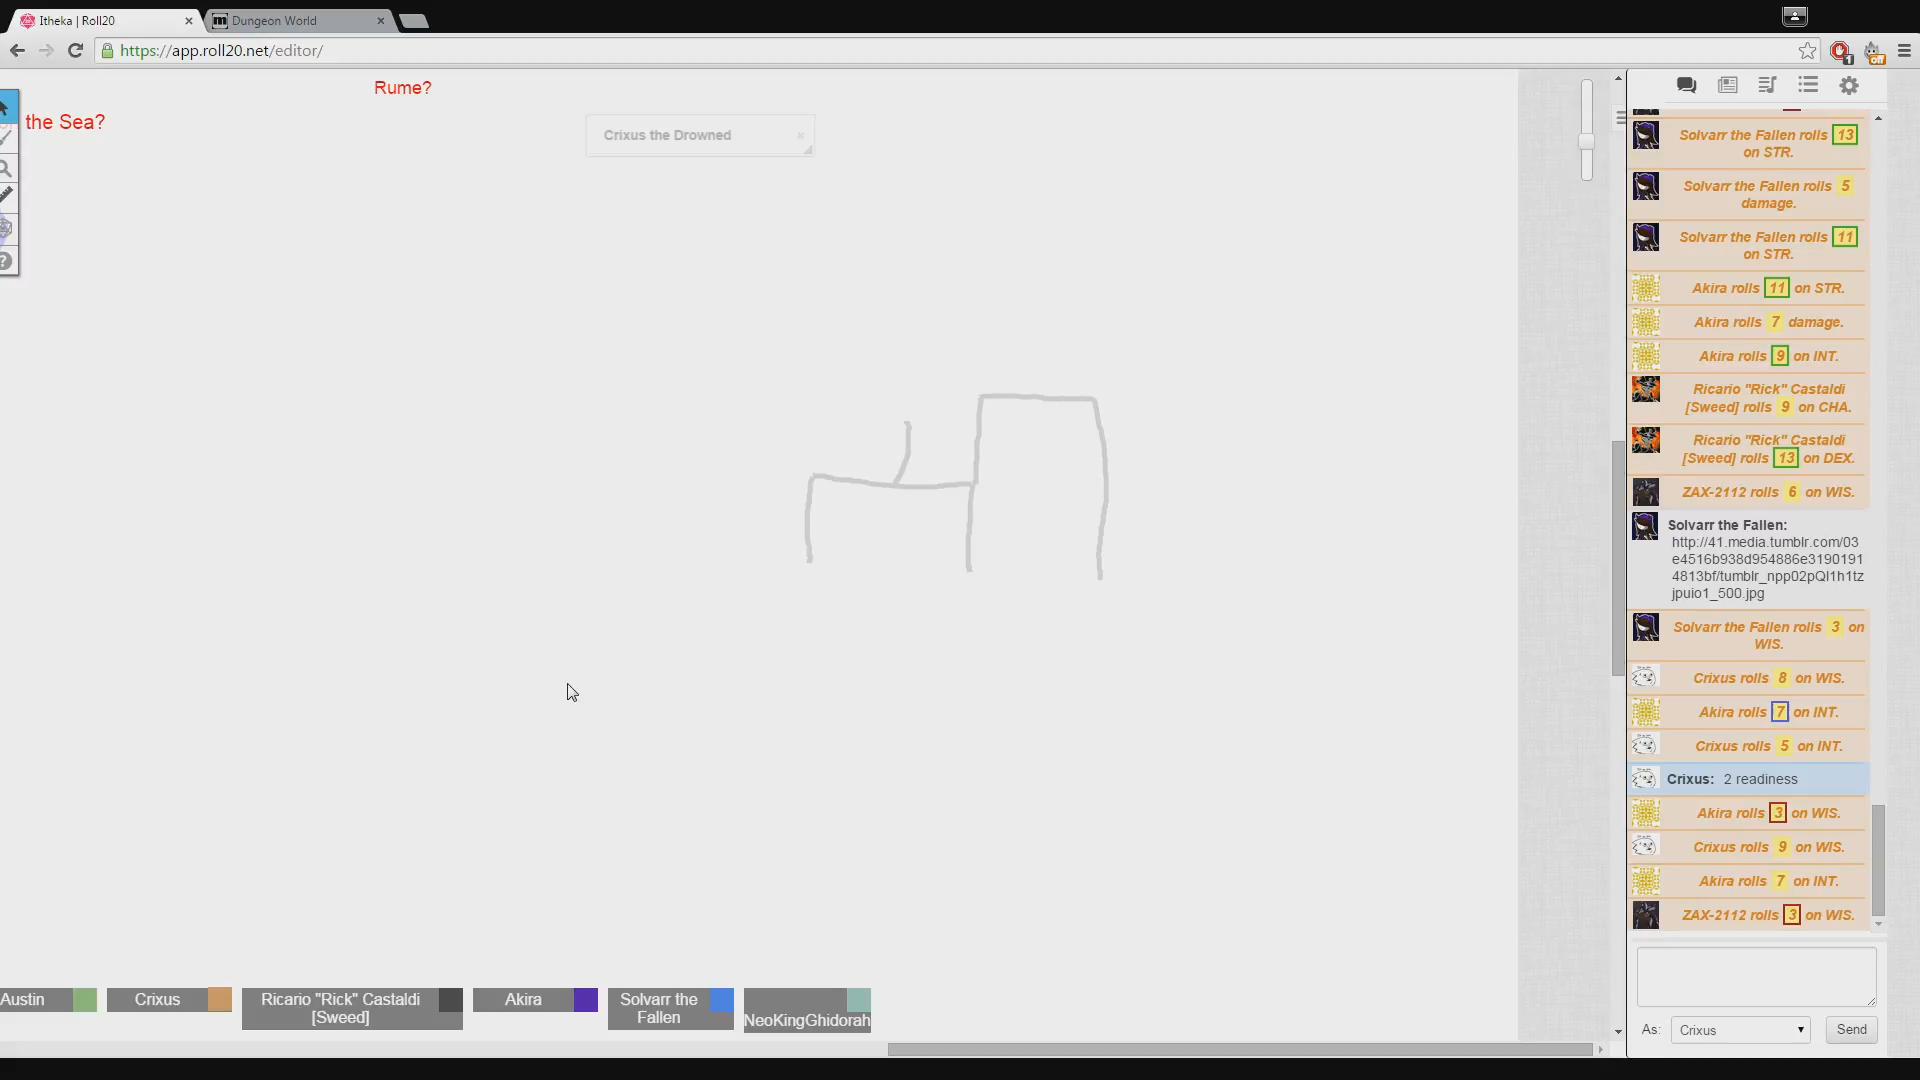 Itheka | Roll20
Dungeon World
https://app.roll20.net/editor/
Rume?
the Sea?
Crixus the Drowned
Solvarr the Fallen rolls 13
on STR.
Solvarr the Fallen rolls 5
damage.
Solvarr the Fallen rolls 11
on STR.
Akira rolls 11 on STR.
Akira rolls 7 damage.
Akira rolls 9 on INT.
Ricario "Rick" Castaldi
[Sweed] rolls 9 on CHA.
Ricario "Rick" Castaldi
[Sweed] rolls 13 on DEX.
ZAX-2112 rolls 6 on WIS.
Solvarr the Fallen:
http://41.media.tumblr.com/03
e4516b938d954886e3190191
4813bf/tumblr_npp02pQI1h1tz
jpuio1_500.jpg
Solvarr the Fallen rolls 3 on
WIS.
Crixus rolls 8 on WIS.
Akira rolls 7 on INT.
Crixus rolls 5 on INT.
Crixus: 2 readiness
Akira rolls 3 on WIS.
Crixus rolls 9 on WIS.
Akira rolls 7 on INT.
ZAX-2112 rolls 3 on WIS.
As: Crixus Send
Austin
Crixus
Ricario "Rick" Castaldi
[Sweed]
Akira
Solvarr the
Fallen
NeoKingGhidorah